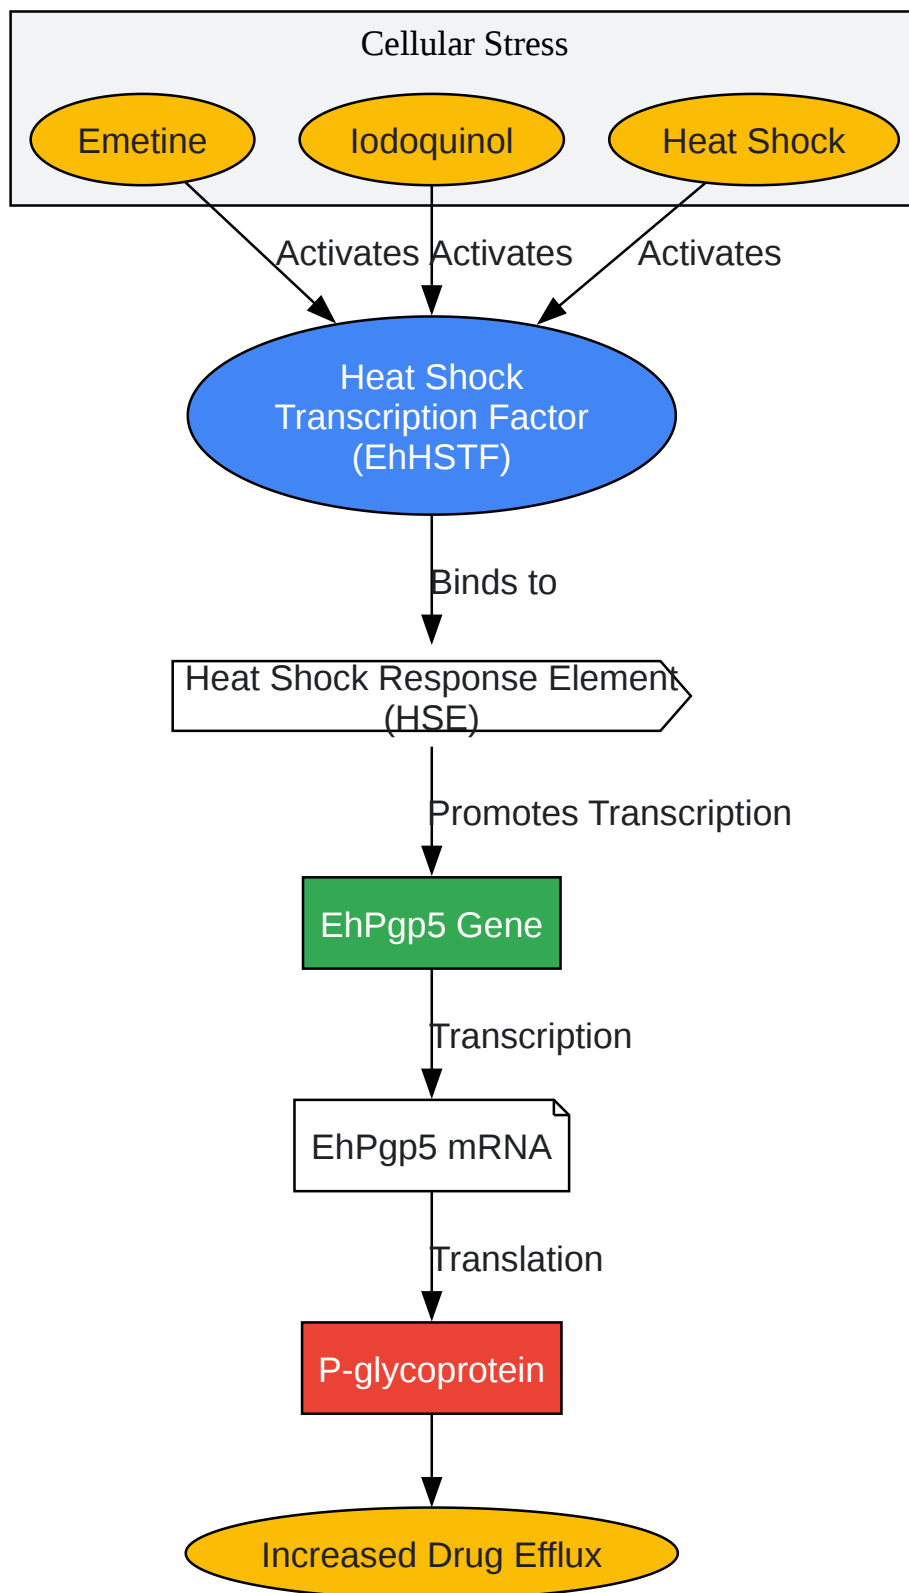 Cellular Stress
Emetine
Iodoquinol
Heat Shock
Activates
Activates
Activates
Heat Shock
Transcription Factor
(EhHSTF)
Binds to
Heat Shock Response Element
(HSE)
Promotes Transcription
EhPgp5 Gene
Transcription
EhPgp5 mRNA
Translation
P-glycoprotein
Increased Drug Efflux